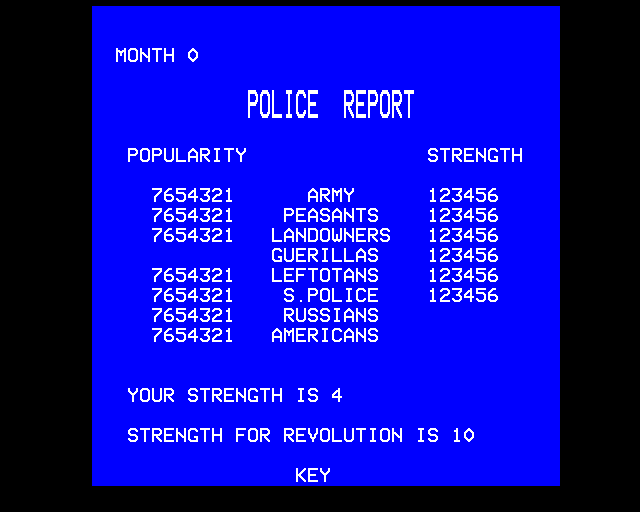 MONTH 0
POLICE REPORT
POPULARITY STRENGTH
7654321 ARMY 123456
7654321 PEASANTS 123456
7654321 LANDOWNERS 123456
GUERILLAS 123456
7654321 LEFTOTANS 123456
7654321 S.POLICE 123456
7654321 RUSSIANS
7654321 AMERICANS
YOUR STRENGTH IS 4
STRENGTH FOR REVOLUTION IS 10
KEY